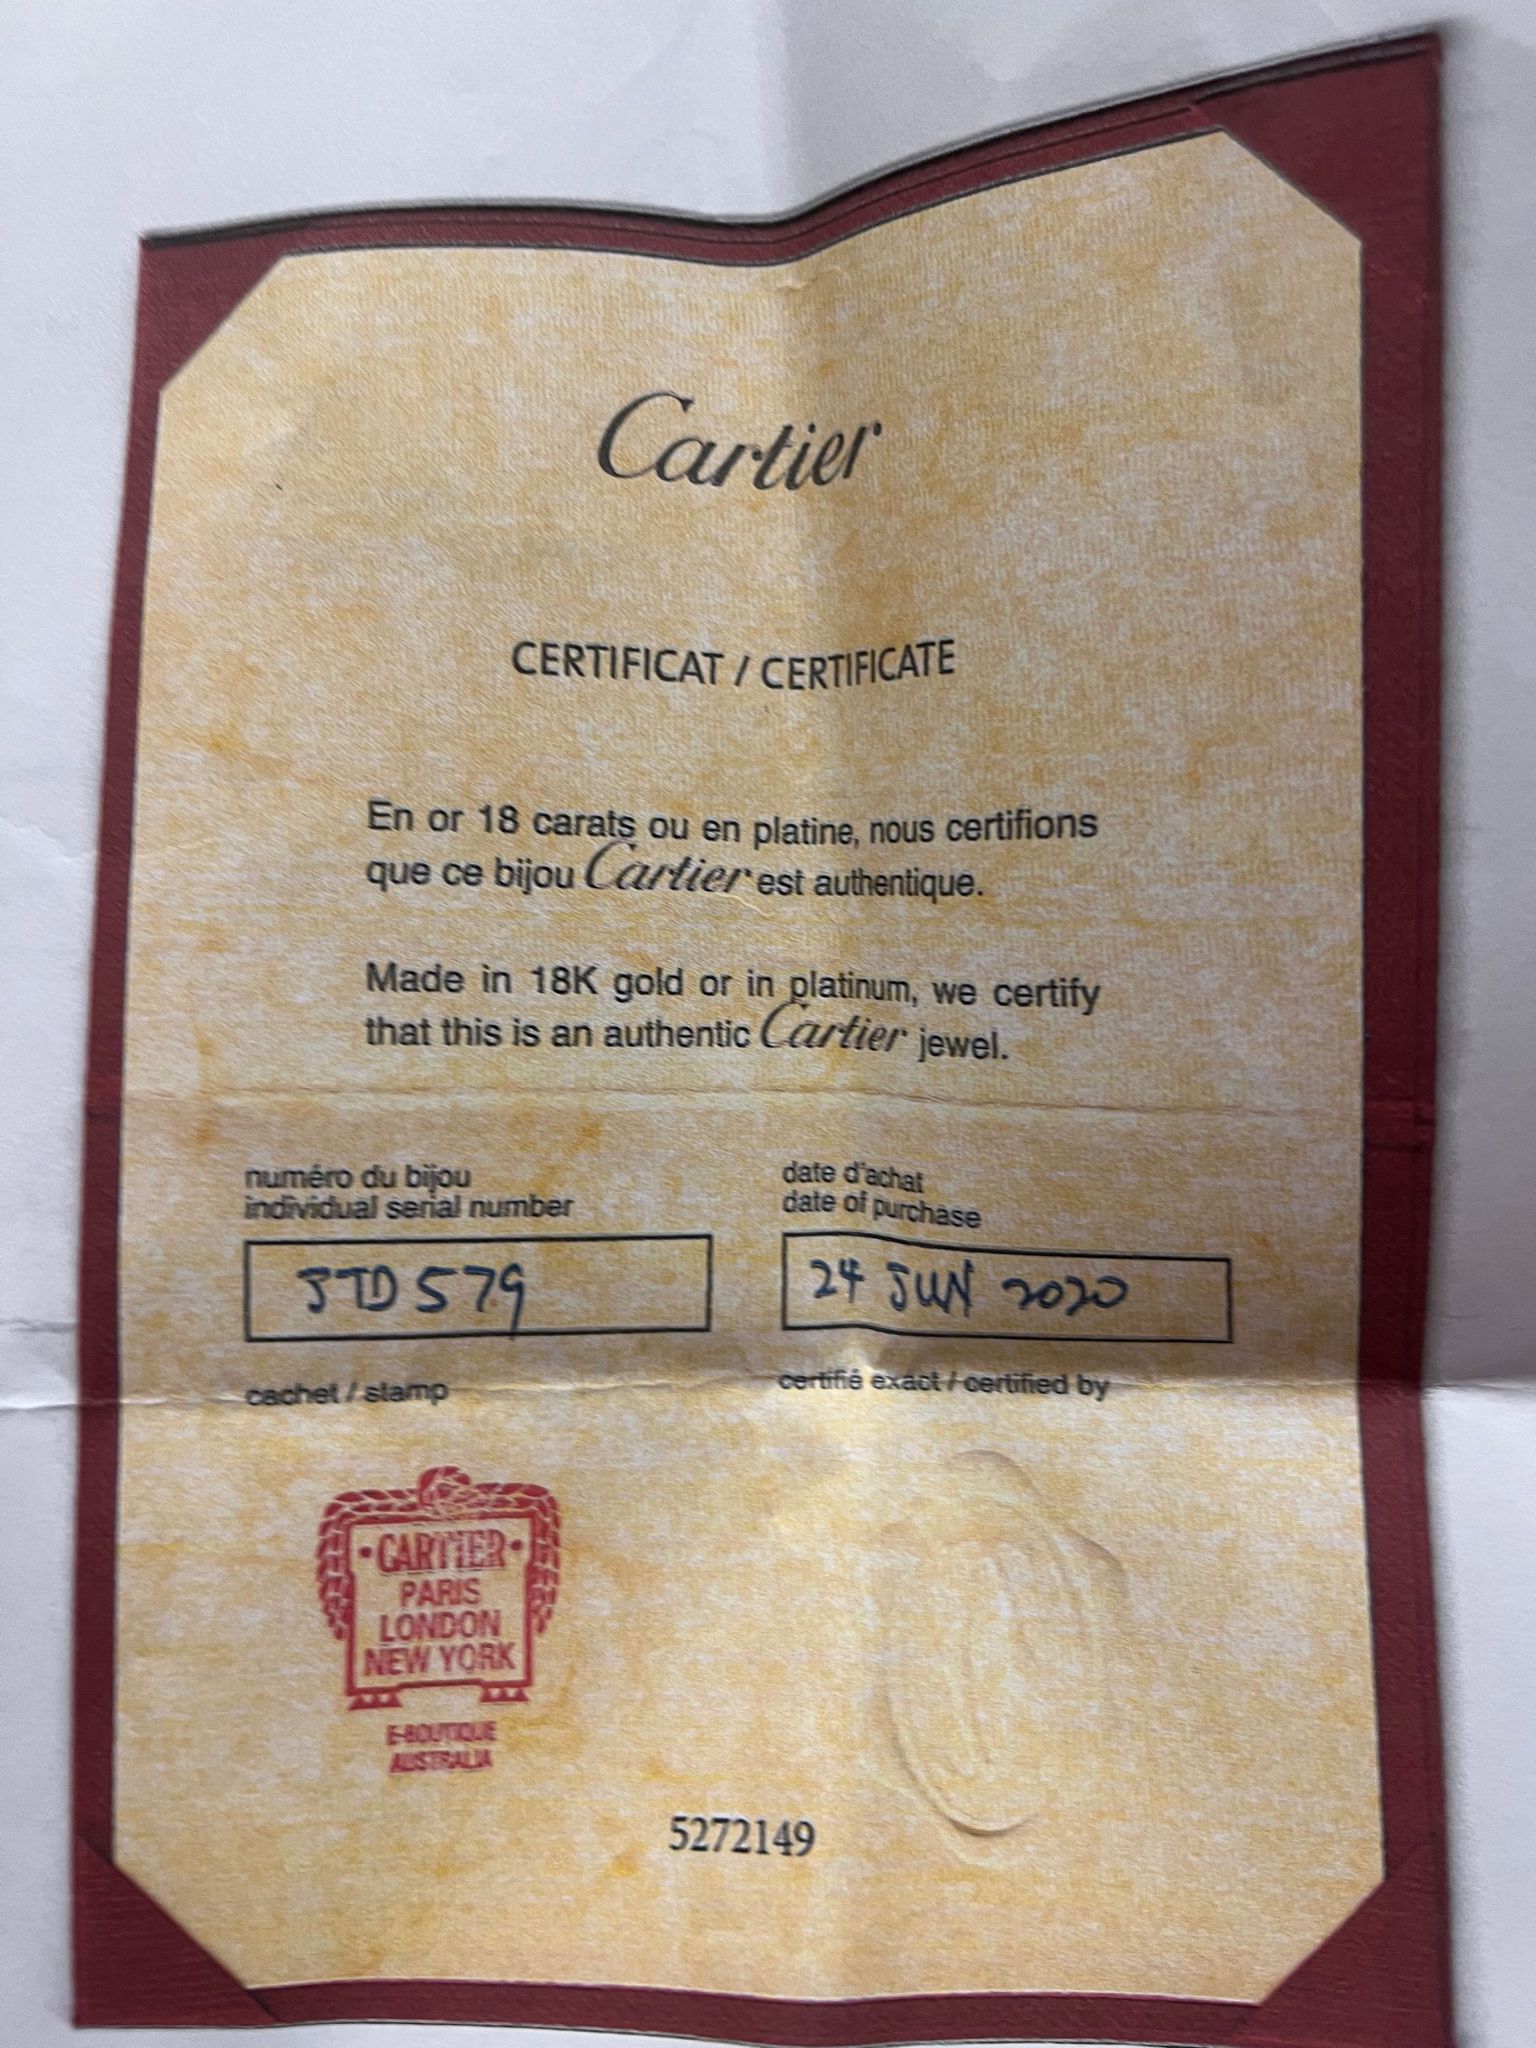 Cartier
CERTIFICAT / CERTIFICATE
En or 18 carats ou en platine, nous certifions
que ce bijou Cartier est authentique.
Made in 18K gold or in platinum, we certify
that this is an authentic Cartier jewel.
numéro du bijou
individual serial number
JTD579
date d'achat
date of purchase
24 JUN 2020
cachet / stamp
certifié exact / certified by
CARTIER
PARIS
LONDON
NEW YORK
E-BOUTIQUE
AUSTRALIA
5272149